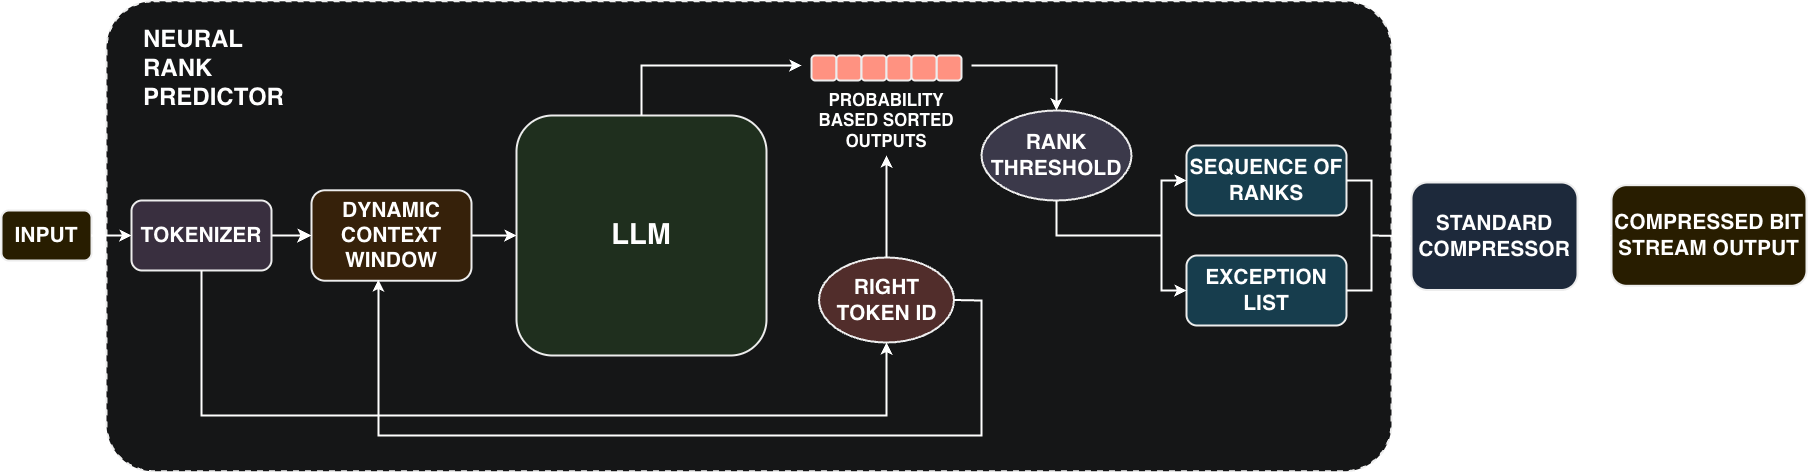 NEURAL
RANK
PREDICTOR
INPUT
TOKENIZER
DYNAMIC
CONTEXT
WINDOW
LLM
PROBABILITY
BASED SORTED
OUTPUTS
RIGHT
TOKEN ID
RANK
THRESHOLD
SEQUENCE OF
RANKS
EXCEPTION
LIST
STANDARD
COMPRESSOR
COMPRESSED BIT
STREAM OUTPUT